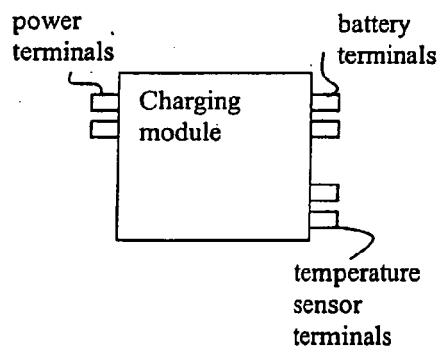 power
terminals
battery
terminals
Charging
module
temperature
sensor
terminals